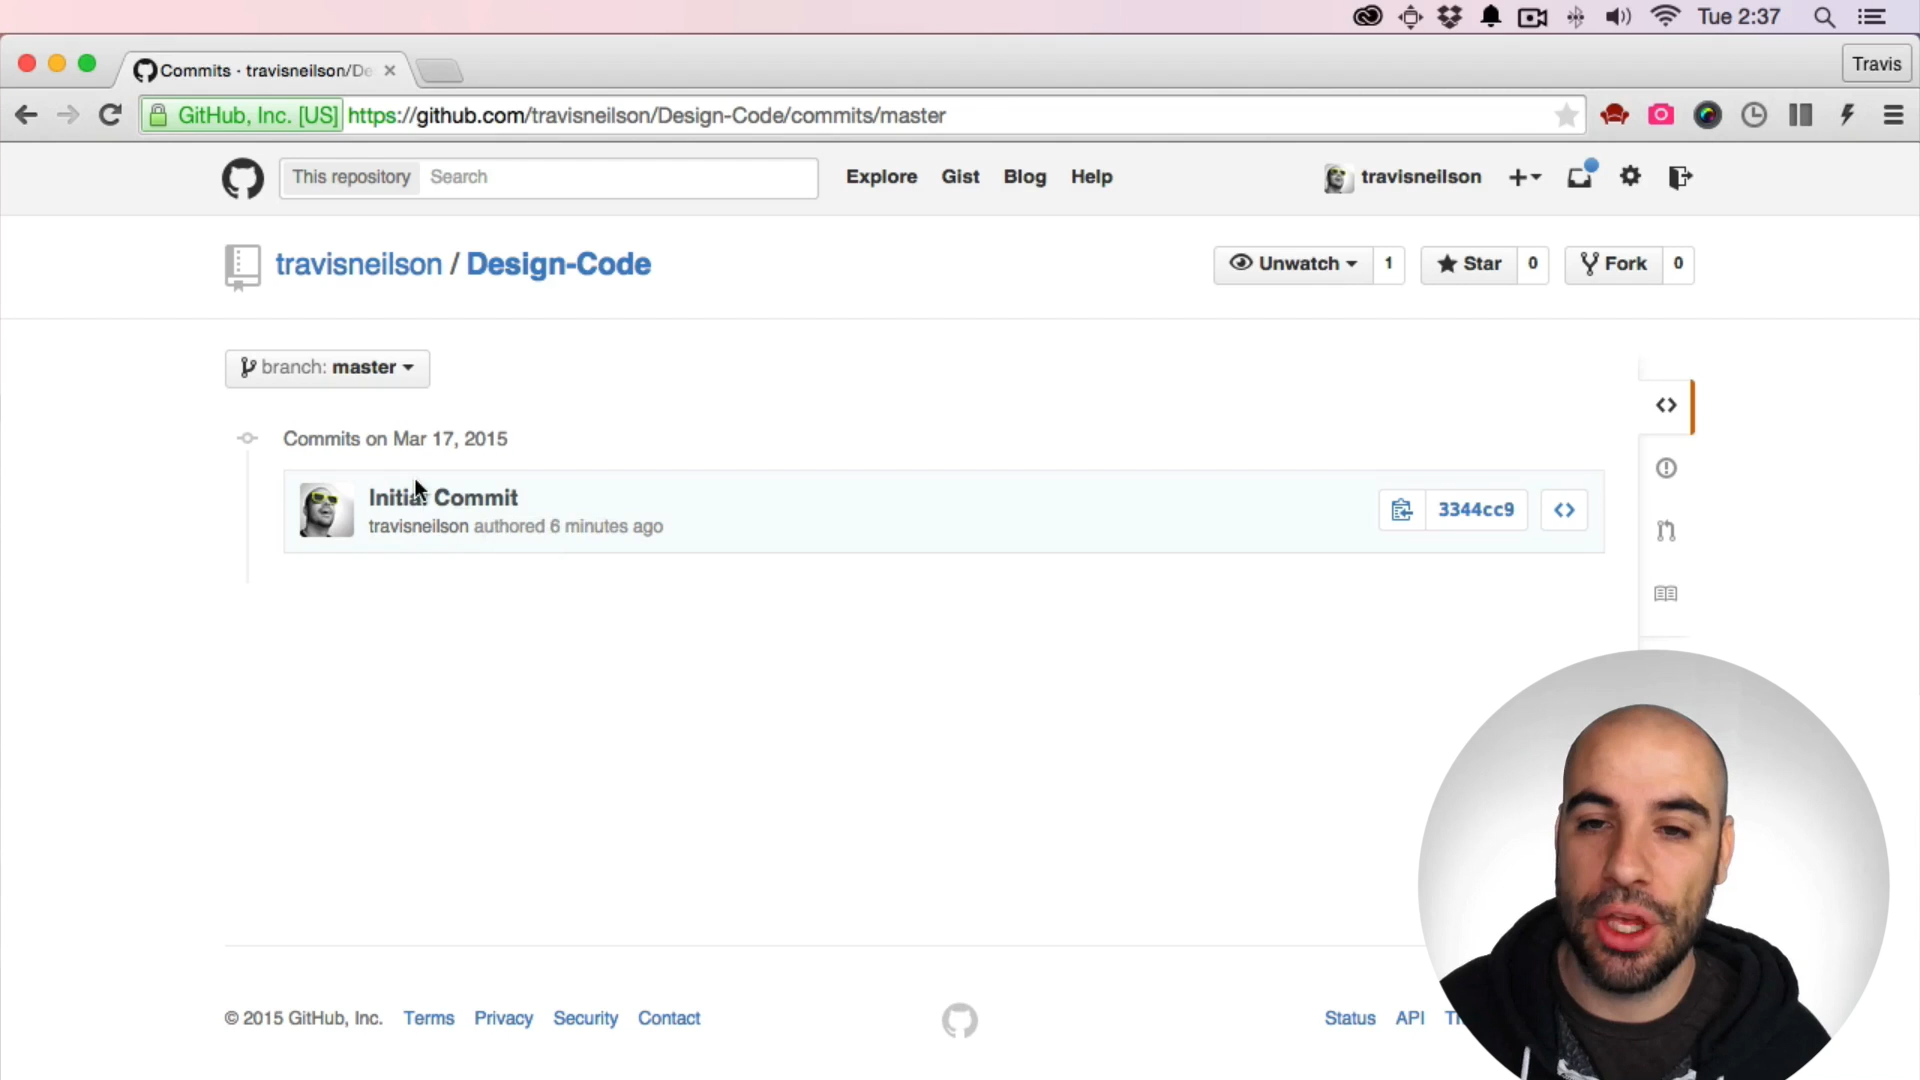 Tue 2:37
Commits · travisneilson/De
Travis
GitHub, Inc. [US] https://github.com/travisneilson/Design-Code/commits/master
This repository Search Explore Gist Blog Help travisneilson
travisneilson / Design-Code Unwatch 1 Star 0 Fork 0
branch: master
Commits on Mar 17, 2015
Initial Commit
travisneilson authored 6 minutes ago
3344cc9
© 2015 GitHub, Inc. Terms Privacy Security Contact Status API